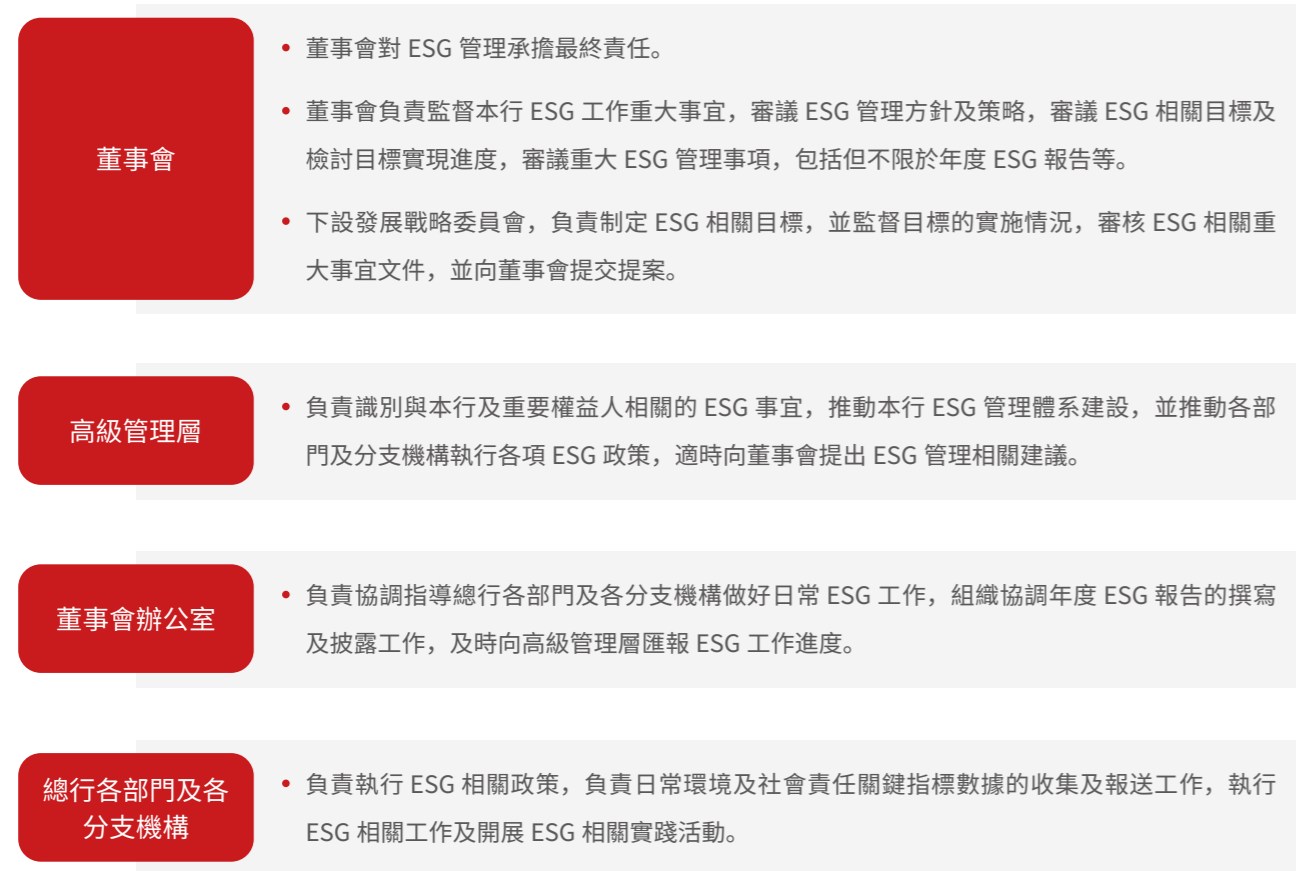 董事會
• 董事會對 ESG 管理承擔最終責任。
• 董事會負責監督本行 ESG 工作重大事宜，審議 ESG 管理方針及策略，審議 ESG 相關目標及
檢討目標實現進度，審議重大 ESG 管理事項，包括但不限於年度 ESG 報告等。
• 下設發展戰略委員會，負責制定 ESG 相關目標，並監督目標的實施情況，審核 ESG 相關重
大事宜文件，並向董事會提交提案。
高級管理層
• 負責識別與本行及重要權益人相關的 ESG 事宜，推動本行 ESG 管理體系建設，並推動各部
門及分支機構執行各項 ESG 政策，適時向董事會提出 ESG 管理相關建議。
董事會辦公室
• 負責協調指導總行各部門及各分支機構做好日常 ESG 工作，組織協調年度 ESG 報告的撰寫
及披露工作，及時向高級管理層匯報 ESG 工作進度。
總行各部門及各
分支機構
• 負責執行 ESG 相關政策，負責日常環境及社會責任關鍵指標數據的收集及報送工作，執行
ESG 相關工作及開展 ESG 相關實踐活動。